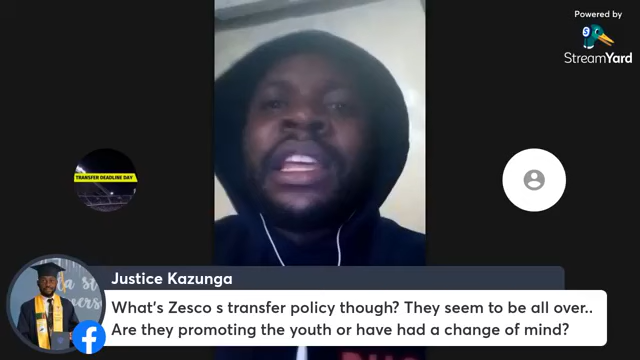 Powered by
StreamYard
TRANSFER DEADLINE DAY
Justice Kazunga
What's Zesco s transfer policy though? They seem to be all over..
Are they promoting the youth or have had a change of mind?